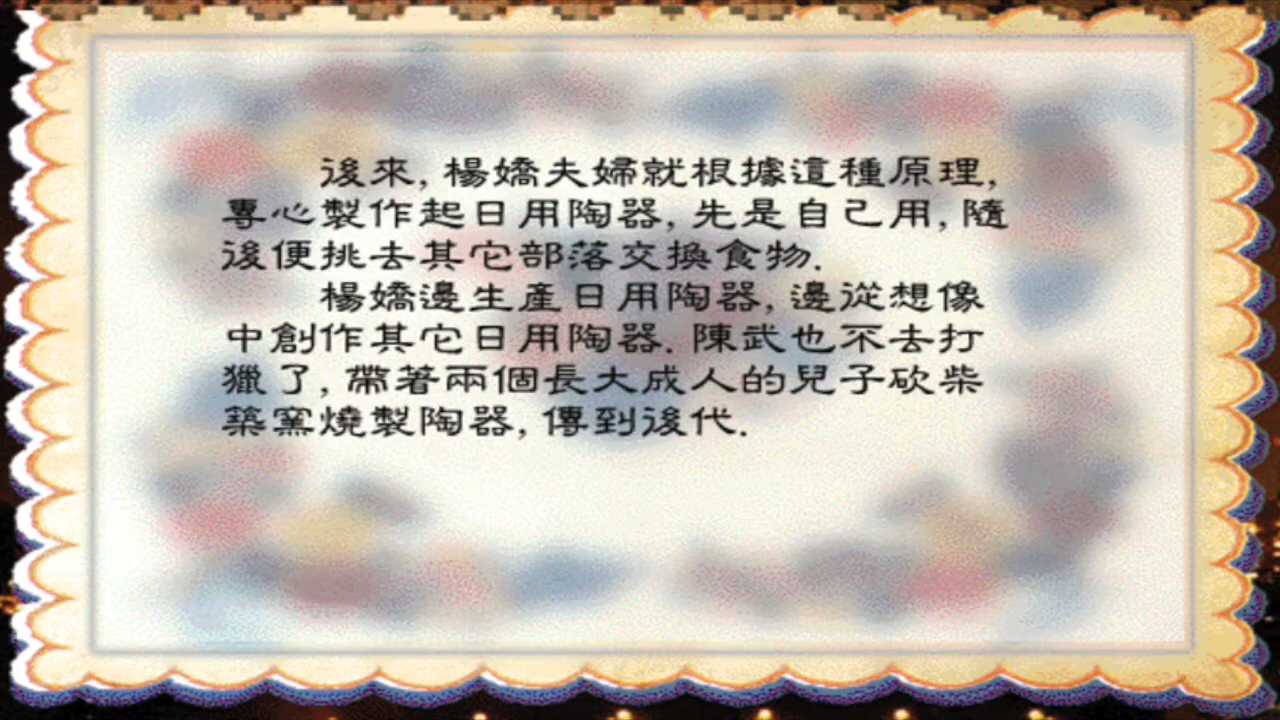 後來,楊嬌夫婦就根據這種原理,
專心製作起日用陶器,先是自己用,隨
後便挑去其它部落交換食物.
楊嬌邊生產日用陶器,邊從想像
中創作其它日用陶器.陳武也不去打
獵了,帶著兩個長大成人的兒子砍柴
築窯燒製陶器,傳到後代.